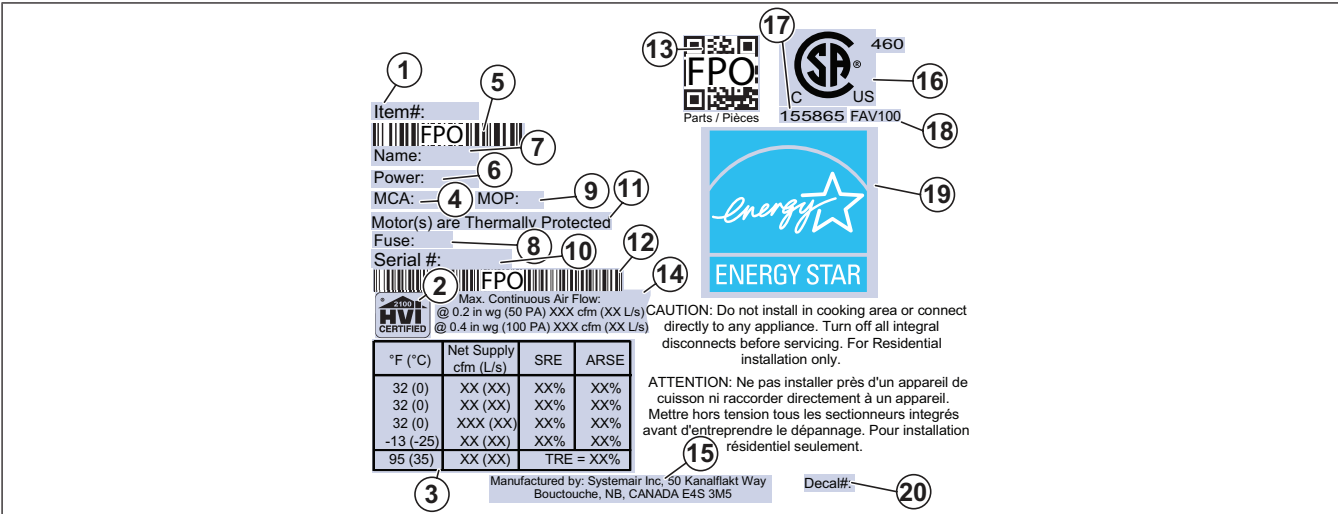 1
5
Item#:
FPO
7
Name:
6
Power:
MCA:
4
MOP:
9
11
Motor(s) are Thermally Protected
Fuse:
8
Serial #:
10
12
FPO
2
14
® 2100
HVI
CERTIFIED
Max. Continuous Air Flow:
@ 0.2 in wg (50 PA) XXX cfm (XX L/s)
@ 0.4 in wg (100 PA) XXX cfm (XX L/s)
°F (°C) Net Supply cfm (L/s) SRE ARSE
32 (0) XX (XX) XX% XX%
32 (0) XX (XX) XX% XX%
32 (0) XXX (XX) XX% XX%
-13 (-25) XX (XX) XX% XX%
95 (35) XX (XX) TRE = XX%
3
15
Manufactured by: Systemair Inc, 50 Kanalflakt Way
Bouctouche, NB, CANADA E4S 3M5
13
FPO
Parts / Pièces
17
460
CSA ®
C US
16
155865 FAV100
18
energy
ENERGY STAR
19
CAUTION: Do not install in cooking area or connect
directly to any appliance. Turn off all integral
disconnects before servicing. For Residential
installation only.
ATTENTION: Ne pas installer près d'un appareil de
cuisson ni raccorder directement à un appareil.
Mettre hors tension tous les sectionneurs integrés
avant d'entreprendre le dépannage. Pour installation
résidentiel seulement.
Decal#:
20